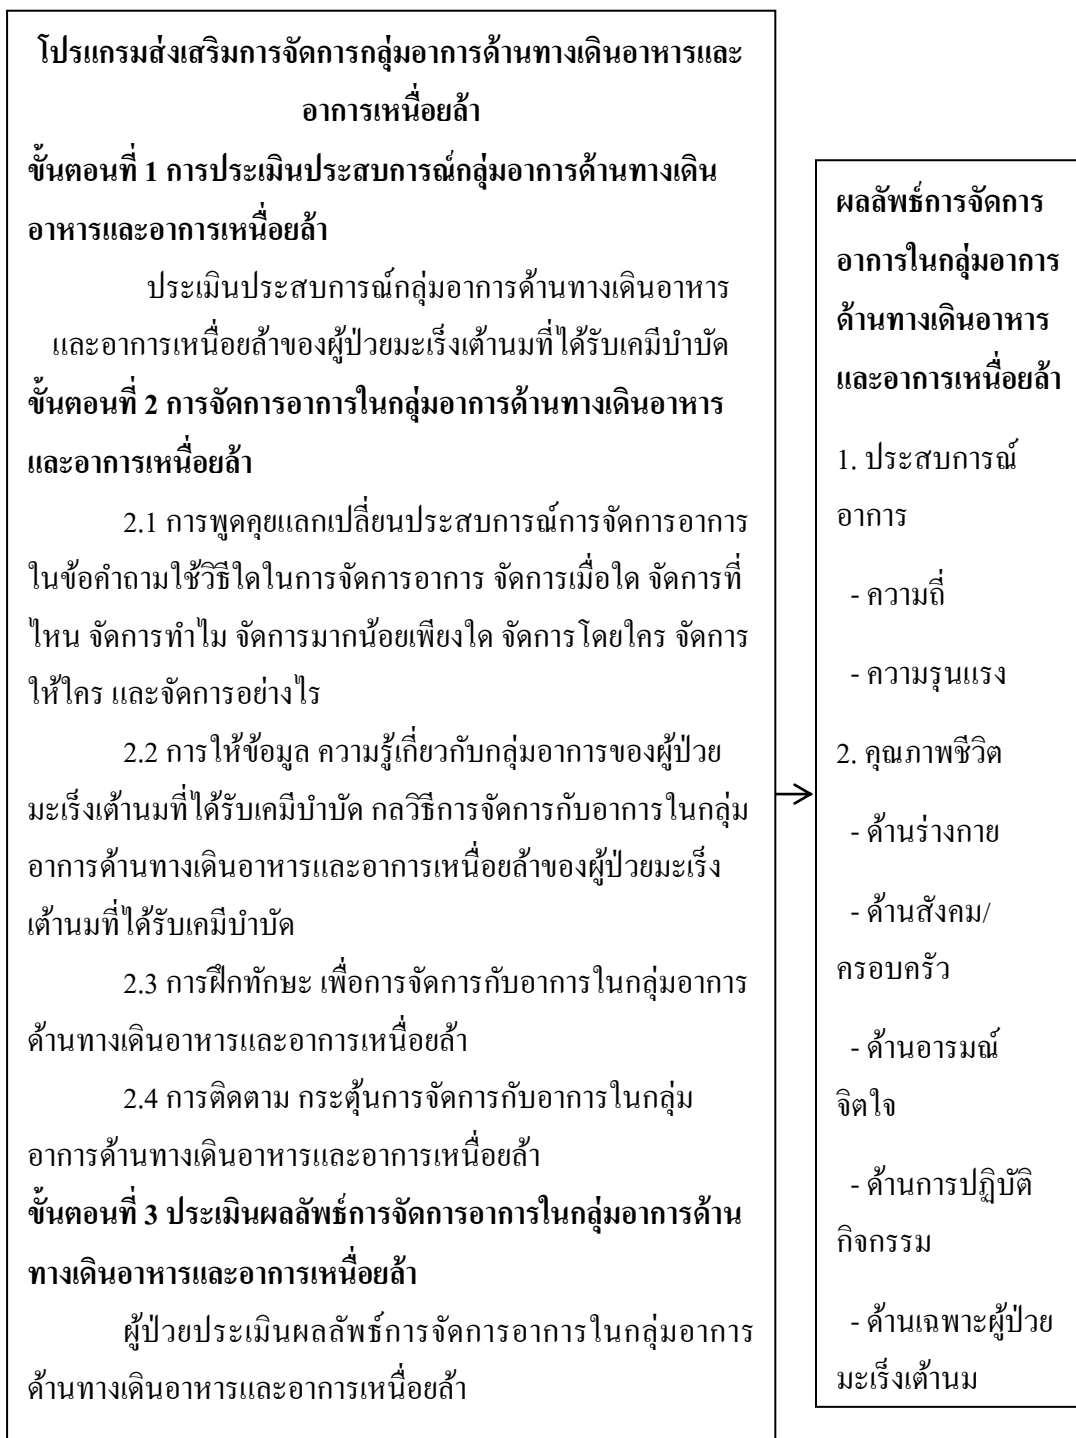 โปรแกรมส่งเสริมการจัดการกลุ่มอาการด้านทางเดินอาหารและ
อาการเหนื่อยล้า
ขั้นตอนที่ 1 การประเมินประสบการณ์กลุ่มอาการด้านทางเดิน
อาหารและอาการเหนื่อยล้า
ประเมินประสบการณ์กลุ่มอาการด้านทางเดินอาหาร
และอาการเหนื่อยล้าของผู้ป่วยมะเร็งเต้านมที่ได้รับเคมีบำบัด
ขั้นตอนที่ 2 การจัดการอาการในกลุ่มอาการด้านทางเดินอาหาร
และอาการเหนื่อยล้า
2.1 การพูดคุยแลกเปลี่ยนประสบการณ์การจัดการอาการ
ในข้อคำถามใช้วิธีใดในการจัดการอาการ จัดการเมื่อใด จัดการที่
ไหน จัดการทำไม จัดการมากน้อยเพียงใด จัดการโดยใคร จัดการ
ให้ใคร และจัดการอย่างไร
2.2 การให้ข้อมูล ความรู้เกี่ยวกับกลุ่มอาการของผู้ป่วย
มะเร็งเต้านมที่ได้รับเคมีบำบัด กลวิธีการจัดการกับอาการในกลุ่ม
อาการด้านทางเดินอาหารและอาการเหนื่อยล้าของผู้ป่วยมะเร็ง
เต้านมที่ได้รับเคมีบำบัด
2.3 การฝึกทักษะ เพื่อการจัดการกับอาการในกลุ่มอาการ
ด้านทางเดินอาหารและอาการเหนื่อยล้า
2.4 การติดตาม กระตุ้นการจัดการกับอาการในกลุ่ม
อาการด้านทางเดินอาหารและอาการเหนื่อยล้า
ขั้นตอนที่ 3 ประเมินผลลัพธ์การจัดการอาการในกลุ่มอาการด้าน
ทางเดินอาหารและอาการเหนื่อยล้า
ผู้ป่วยประเมินผลลัพธ์การจัดการอาการในกลุ่มอาการ
ด้านทางเดินอาหารและอาการเหนื่อยล้า
ผลลัพธ์การจัดการ
อาการในกลุ่มอาการ
ด้านทางเดินอาหาร
และอาการเหนื่อยล้า
1. ประสบการณ์
อาการ
- ความถี่
- ความรุนแรง
2. คุณภาพชีวิต
- ด้านร่างกาย
- ด้านสังคม/
ครอบครัว
- ด้านอารมณ์
จิตใจ
- ด้านการปฏิบัติ
กิจกรรม
- ด้านเฉพาะผู้ป่วย
มะเร็งเต้านม